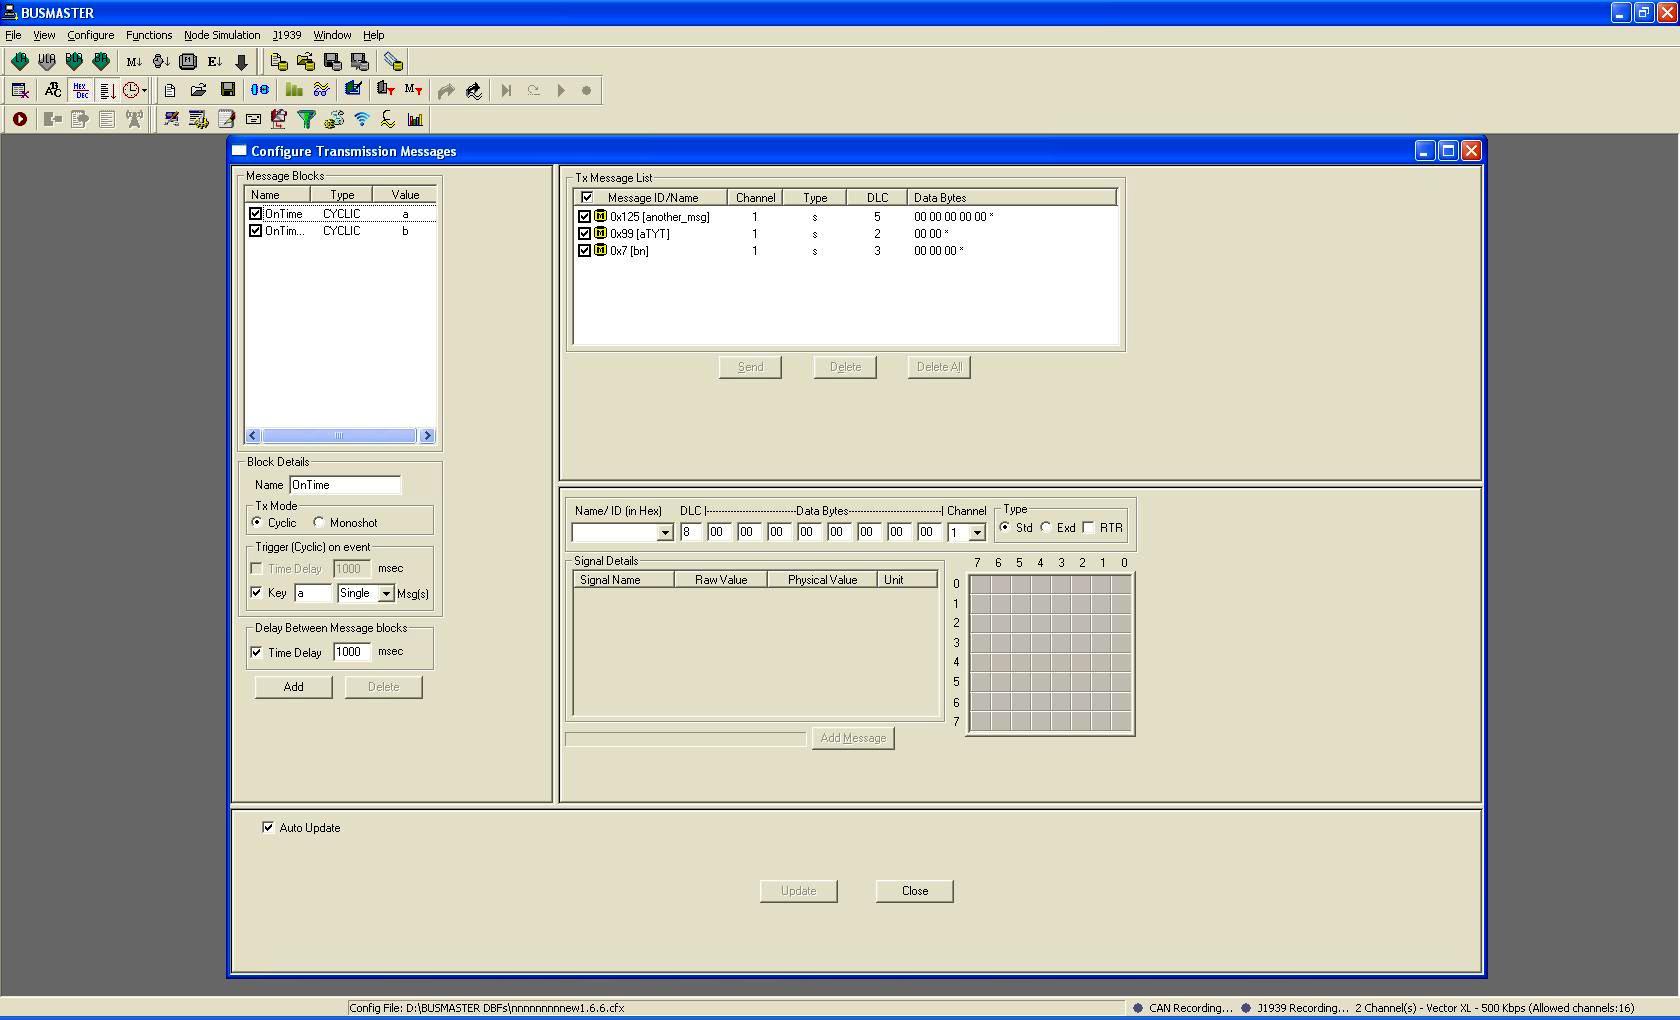 BUSMASTER
File View Configure Functions Node Simulation J1939 Window Help
Configure Transmission Messages
Message Blocks
Name Type Value
OnTime CYCLIC a
OnTim... CYCLIC b
Block Details
Name OnTime
Tx Mode
Cyclic Monoshot
Trigger (Cyclic) on event
Time Delay 1000 msec
Key a Single Msg(s)
Delay Between Message blocks
Time Delay 1000 msec
Add Delete
Tx Message List
Message ID/Name Channel Type DLC Data Bytes
0x125 [another_msg] 1 s 5 00 00 00 00 00 *
0x99 [aTYT] 1 s 2 00 00 *
0x7 [bn] 1 s 3 00 00 00 *
Send Delete Delete All
Name/ ID (in Hex) DLC |---------------------------Data Bytes---------------------------| Channel
8 00 00 00 00 00 00 00 00 1
Type
Std Exd RTR
Signal Details
Signal Name Raw Value Physical Value Unit
7 6 5 4 3 2 1 0
0
1
2
3
4
5
6
7
Add Message
Auto Update
Update Close
Config File: D:\BUSMASTER DBFs\nnnnnnnnnew1.6.6.cfx
CAN Recording... J1939 Recording... 2 Channel(s) - Vector XL - 500 Kbps (Allowed channels:16)